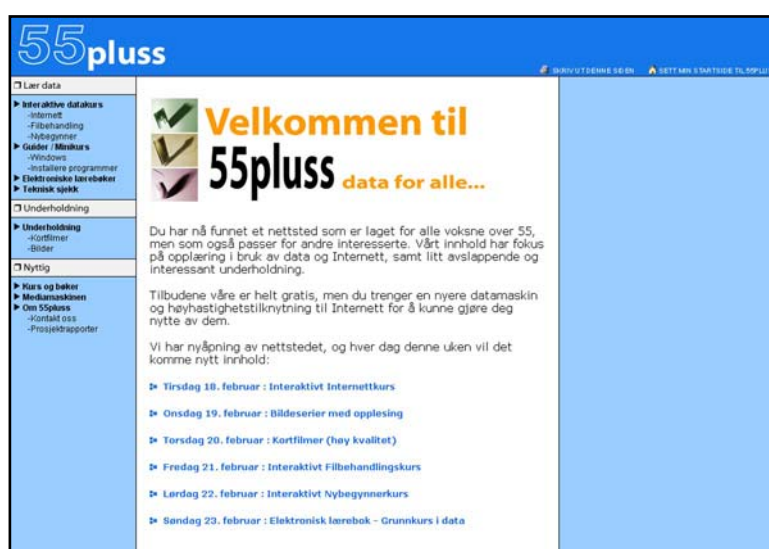 55pluss
SKRIV UT DENNE SIDEN SETT MIN STARTSIDE TIL 55PLU
Lær data
Interaktive datakurs
-Internett
-Filbehandling
-Nybegynner
Guider / Minikurs
-Windows
-Installere programmer
Elektroniske lærebøker
Teknisk sjekk
Underholdning
Underholdning
-Kortfilmer
-Bilder
Nyttig
Kurs og bøker
Mediamaskinen
Om 55pluss
-Kontakt oss
-Prosjektrapporter
Velkommen til
55pluss data for alle...
Du har nå funnet et nettsted som er laget for alle voksne over 55,
men som også passer for andre interesserte. Vårt innhold har fokus
på opplæring i bruk av data og Internett, samt litt avslappende og
interessant underholdning.
Tilbudene våre er helt gratis, men du trenger en nyere datamaskin
og høyhastighetstilknytning til Internett for å kunne gjøre deg
nytte av dem.
Vi har nyåpning av nettstedet, og hver dag denne uken vil det
komme nytt innhold:
Tirsdag 18. februar : Interaktivt Internettkurs
Onsdag 19. februar : Bildeserier med opplesing
Torsdag 20. februar : Kortfilmer (høy kvalitet)
Fredag 21. februar : Interaktivt Filbehandlingskurs
Lørdag 22. februar : Interaktivt Nybegynnerkurs
Søndag 23. februar : Elektronisk lærebok - Grunnkurs i data